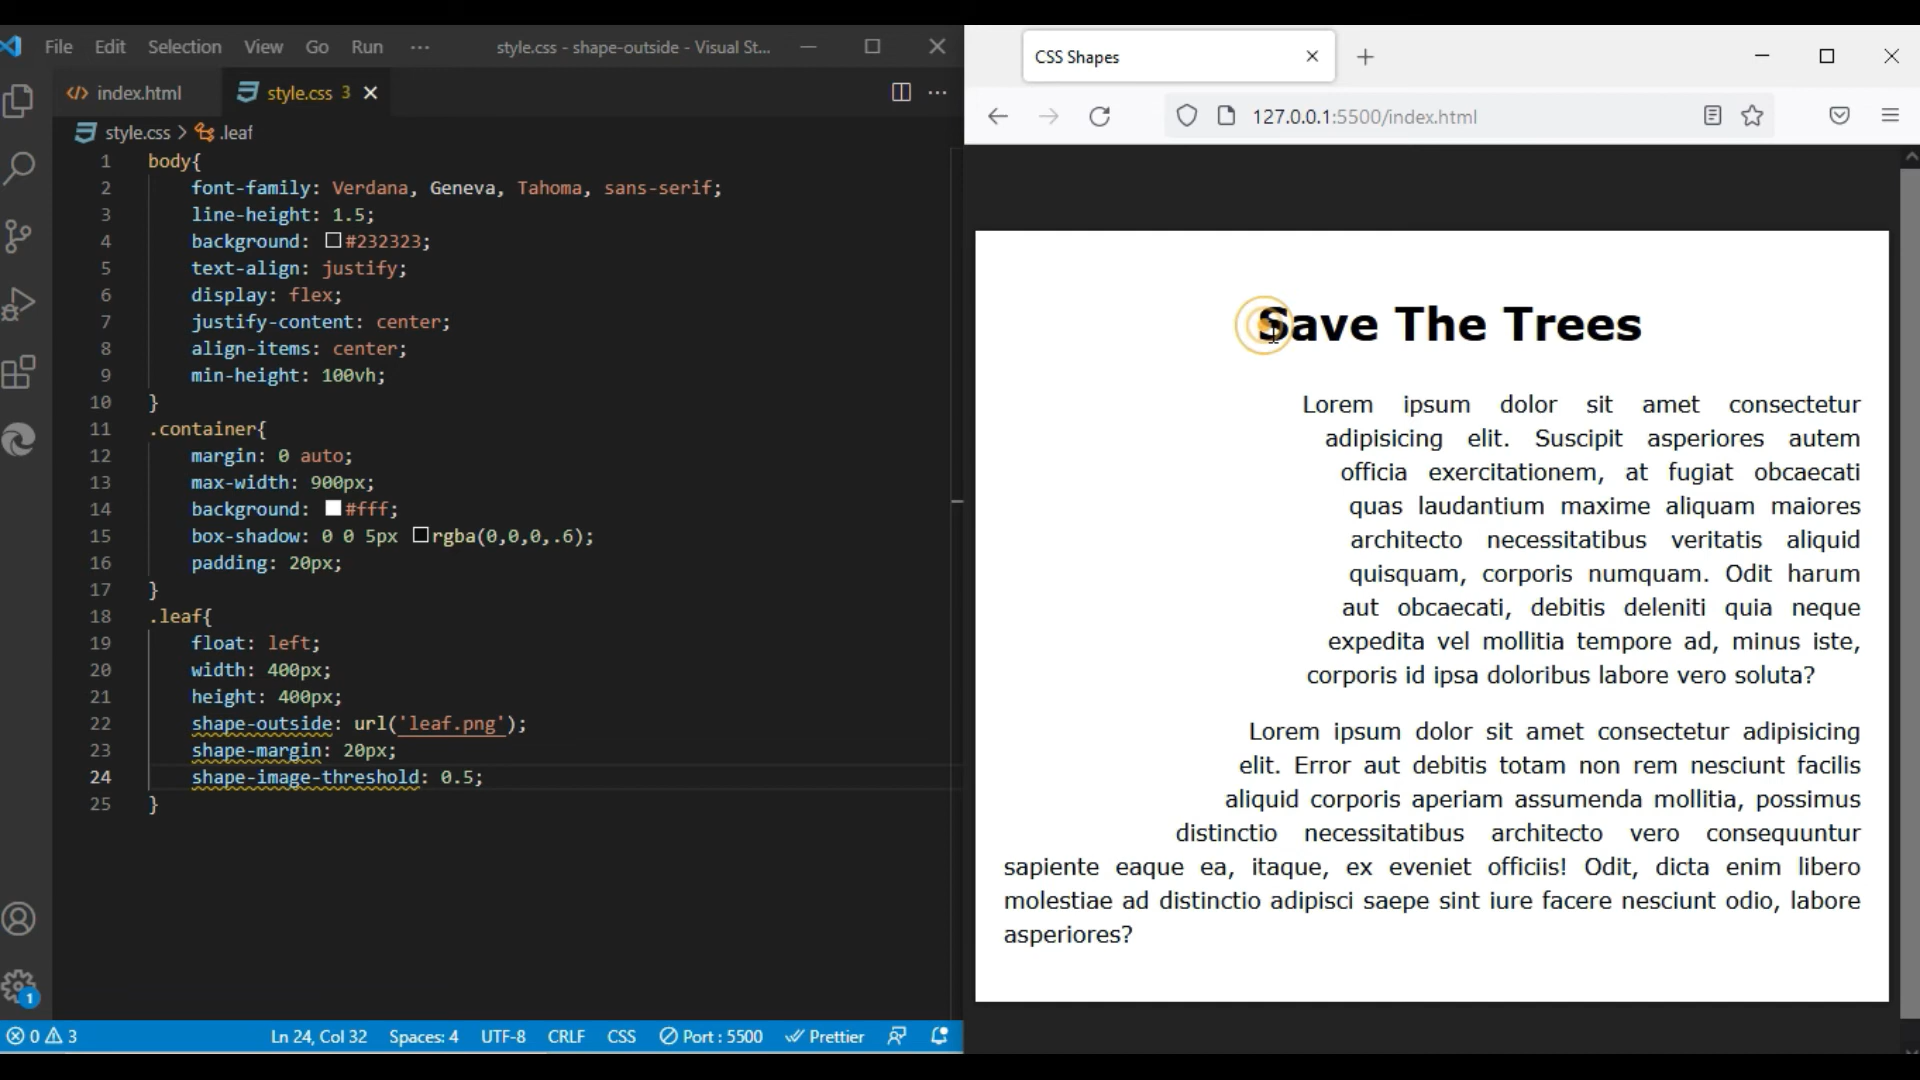 File Edit Selection View Go Run ··· style.css - shape-outside - Visual St...
index.html style.css 3
style.css > .leaf
1 body{
2 font-family: Verdana, Geneva, Tahoma, sans-serif;
3 line-height: 1.5;
4 background: #232323;
5 text-align: justify;
6 display: flex;
7 justify-content: center;
8 align-items: center;
9 min-height: 100vh;
10 }
11 .container{
12 margin: 0 auto;
13 max-width: 900px;
14 background: #fff;
15 box-shadow: 0 0 5px rgba(0,0,0,.6);
16 padding: 20px;
17 }
18 .leaf{
19 float: left;
20 width: 400px;
21 height: 400px;
22 shape-outside: url('leaf.png');
23 shape-margin: 20px;
24 shape-image-threshold: 0.5;
25 }
1
0 3 Ln 24, Col 32 Spaces: 4 UTF-8 CRLF CSS Port : 5500 Prettier
CSS Shapes
127.0.0.1:5500/index.html
Save The Trees
Lorem ipsum dolor sit amet consectetur
adipisicing elit. Suscipit asperiores autem
officia exercitationem, at fugiat obcaecati
quas laudantium maxime aliquam maiores
architecto necessitatibus veritatis aliquid
quisquam, corporis numquam. Odit harum
aut obcaecati, debitis deleniti quia neque
expedita vel mollitia tempore ad, minus iste,
corporis id ipsa doloribus labore vero soluta?
Lorem ipsum dolor sit amet consectetur adipisicing
elit. Error aut debitis totam non rem nesciunt facilis
aliquid corporis aperiam assumenda mollitia, possimus
distinctio necessitatibus architecto vero consequuntur
sapiente eaque ea, itaque, ex eveniet officiis! Odit, dicta enim libero
molestiae ad distinctio adipisci saepe sint iure facere nesciunt odio, labore
asperiores?